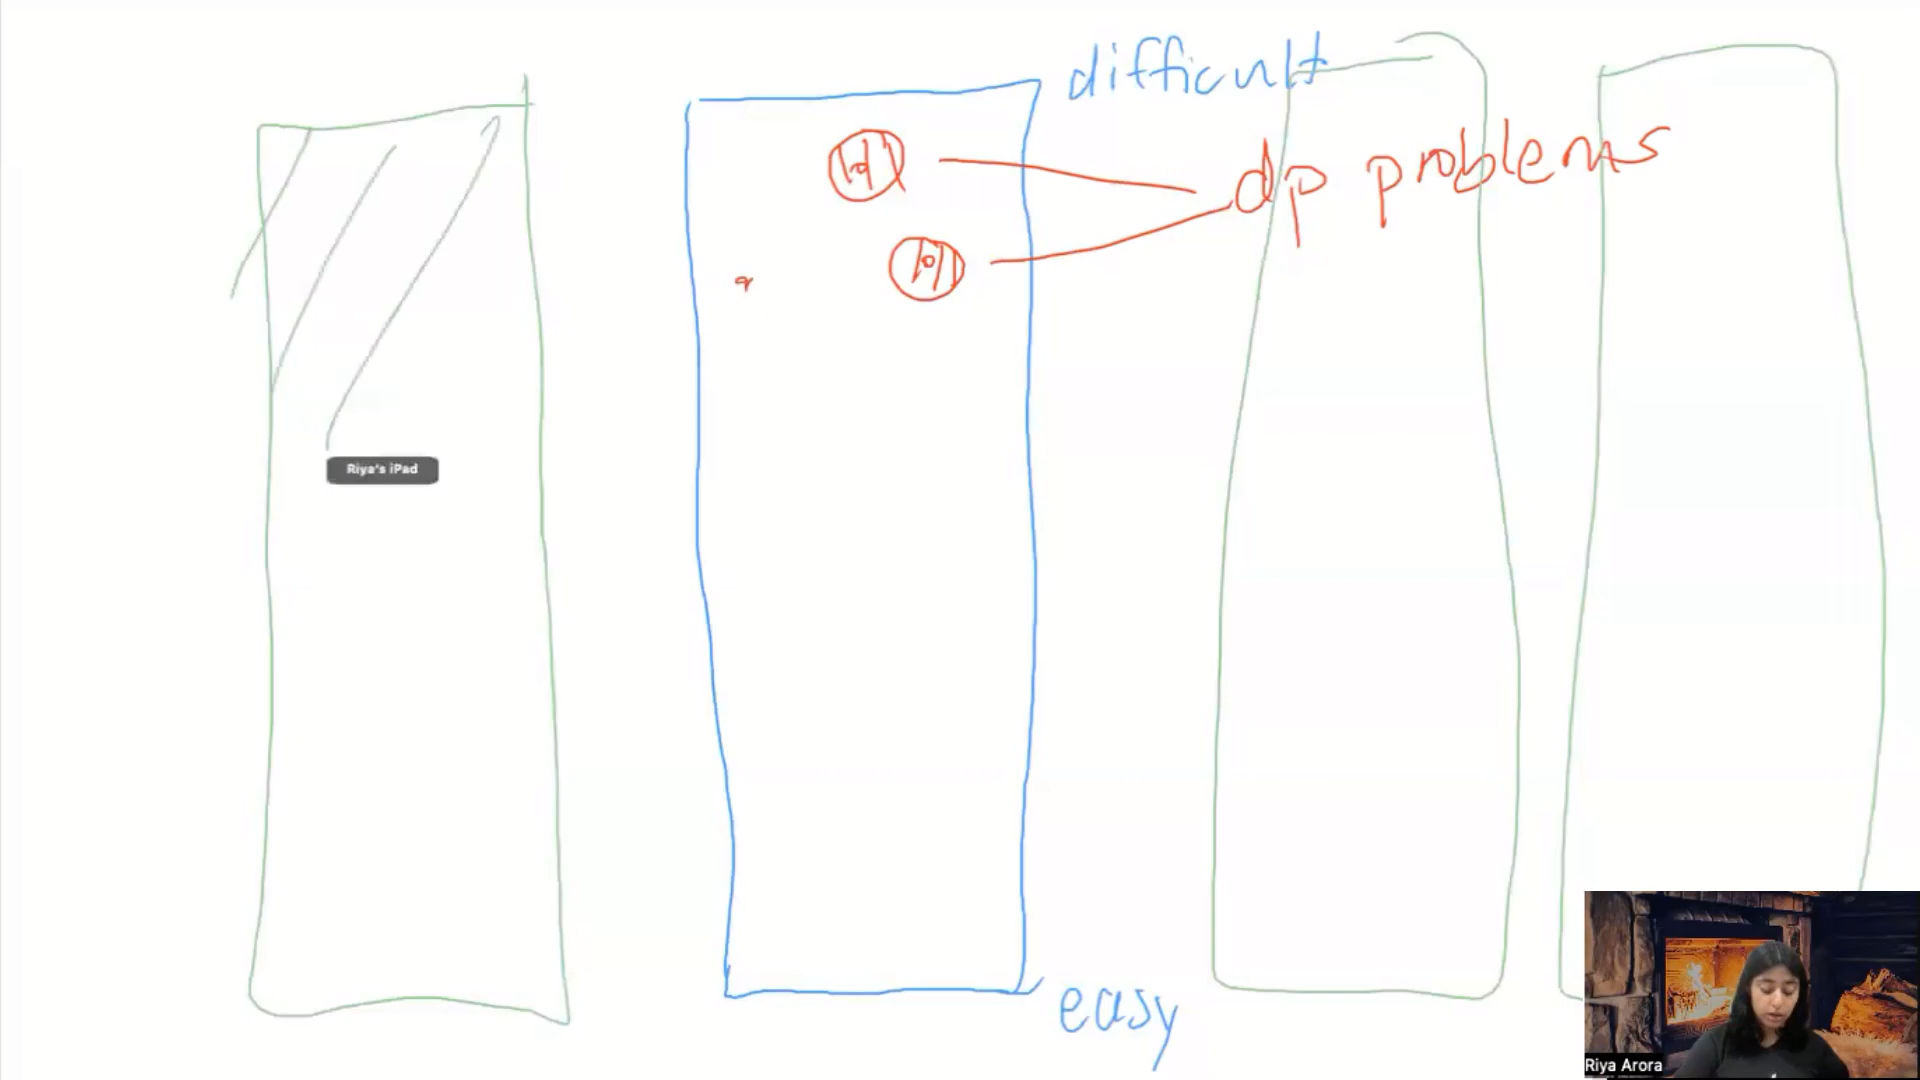 difficult
dp problems
Riya's iPad
easy
Riya Arora